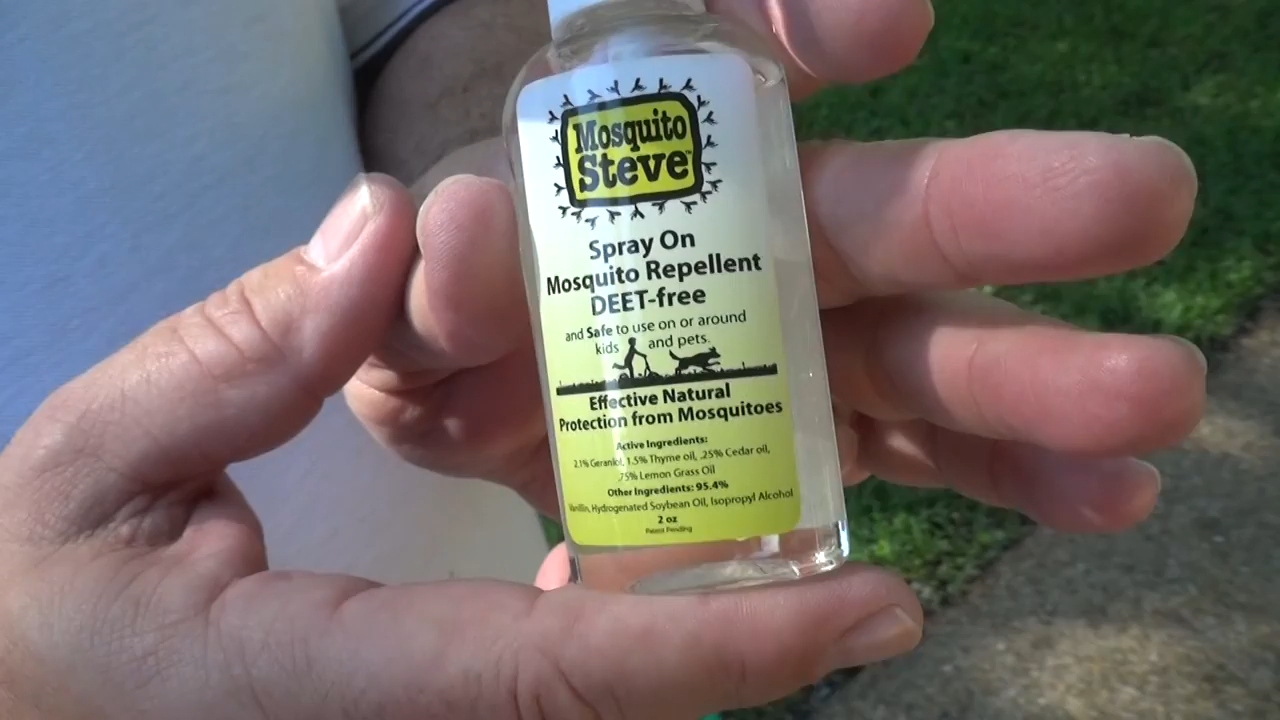 Mosquito
Steve™
Spray On
Mosquito Repellent
DEET-free
and Safe to use on or around
kids and pets.
Effective Natural
Protection from Mosquitoes
Active Ingredients:
2.1% Geraniol, 1.5% Thyme oil, .25% Cedar oil,
.75% Lemon Grass Oil
Other Ingredients: 95.4%
Vanillin, Hydrogenated Soybean Oil, Isopropyl Alcohol
2 oz
Patent Pending